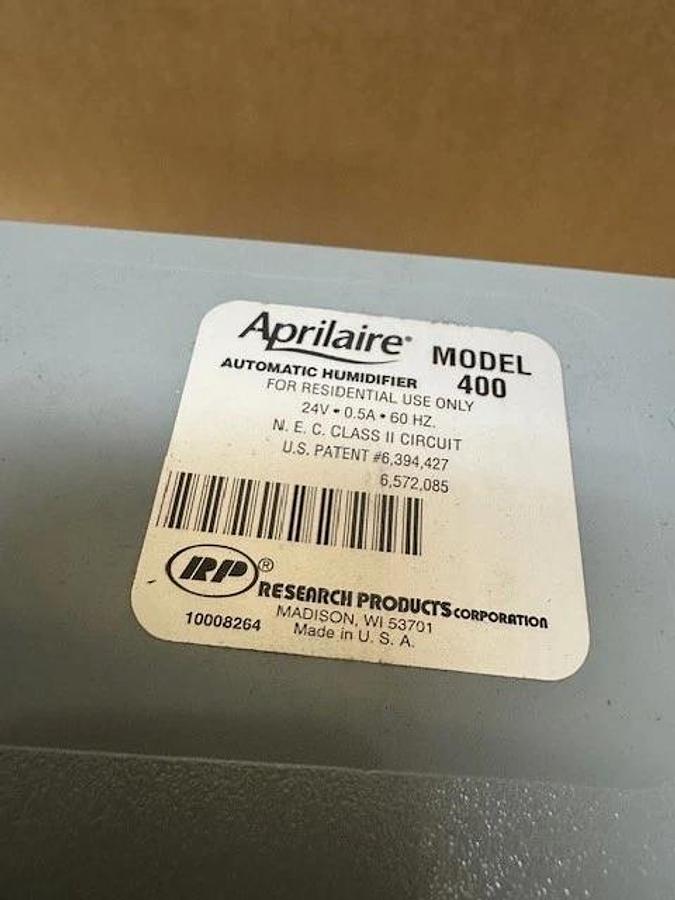 Aprilaire® MODEL 400
AUTOMATIC HUMIDIFIER
FOR RESIDENTIAL USE ONLY
24V • 0.5A • 60 HZ.
N. E. C. CLASS II CIRCUIT
U.S. PATENT #6,394,427
6,572,085
RP®
RESEARCH PRODUCTS CORPORATION
MADISON, WI 53701
10008264
Made in U. S. A.